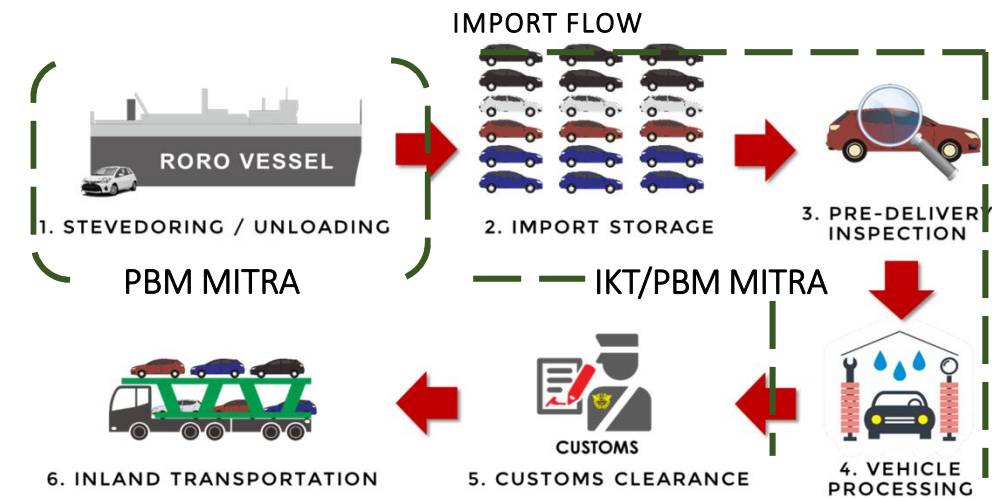 IMPORT FLOW
RORO VESSEL
1. STEVEDORING / UNLOADING
2. IMPORT STORAGE
3. PRE-DELIVERY
INSPECTION
PBM MITRA
IKT/PBM MITRA
4. VEHICLE
PROCESSING
CUSTOMS
5. CUSTOMS CLEARANCE
6. INLAND TRANSPORTATION